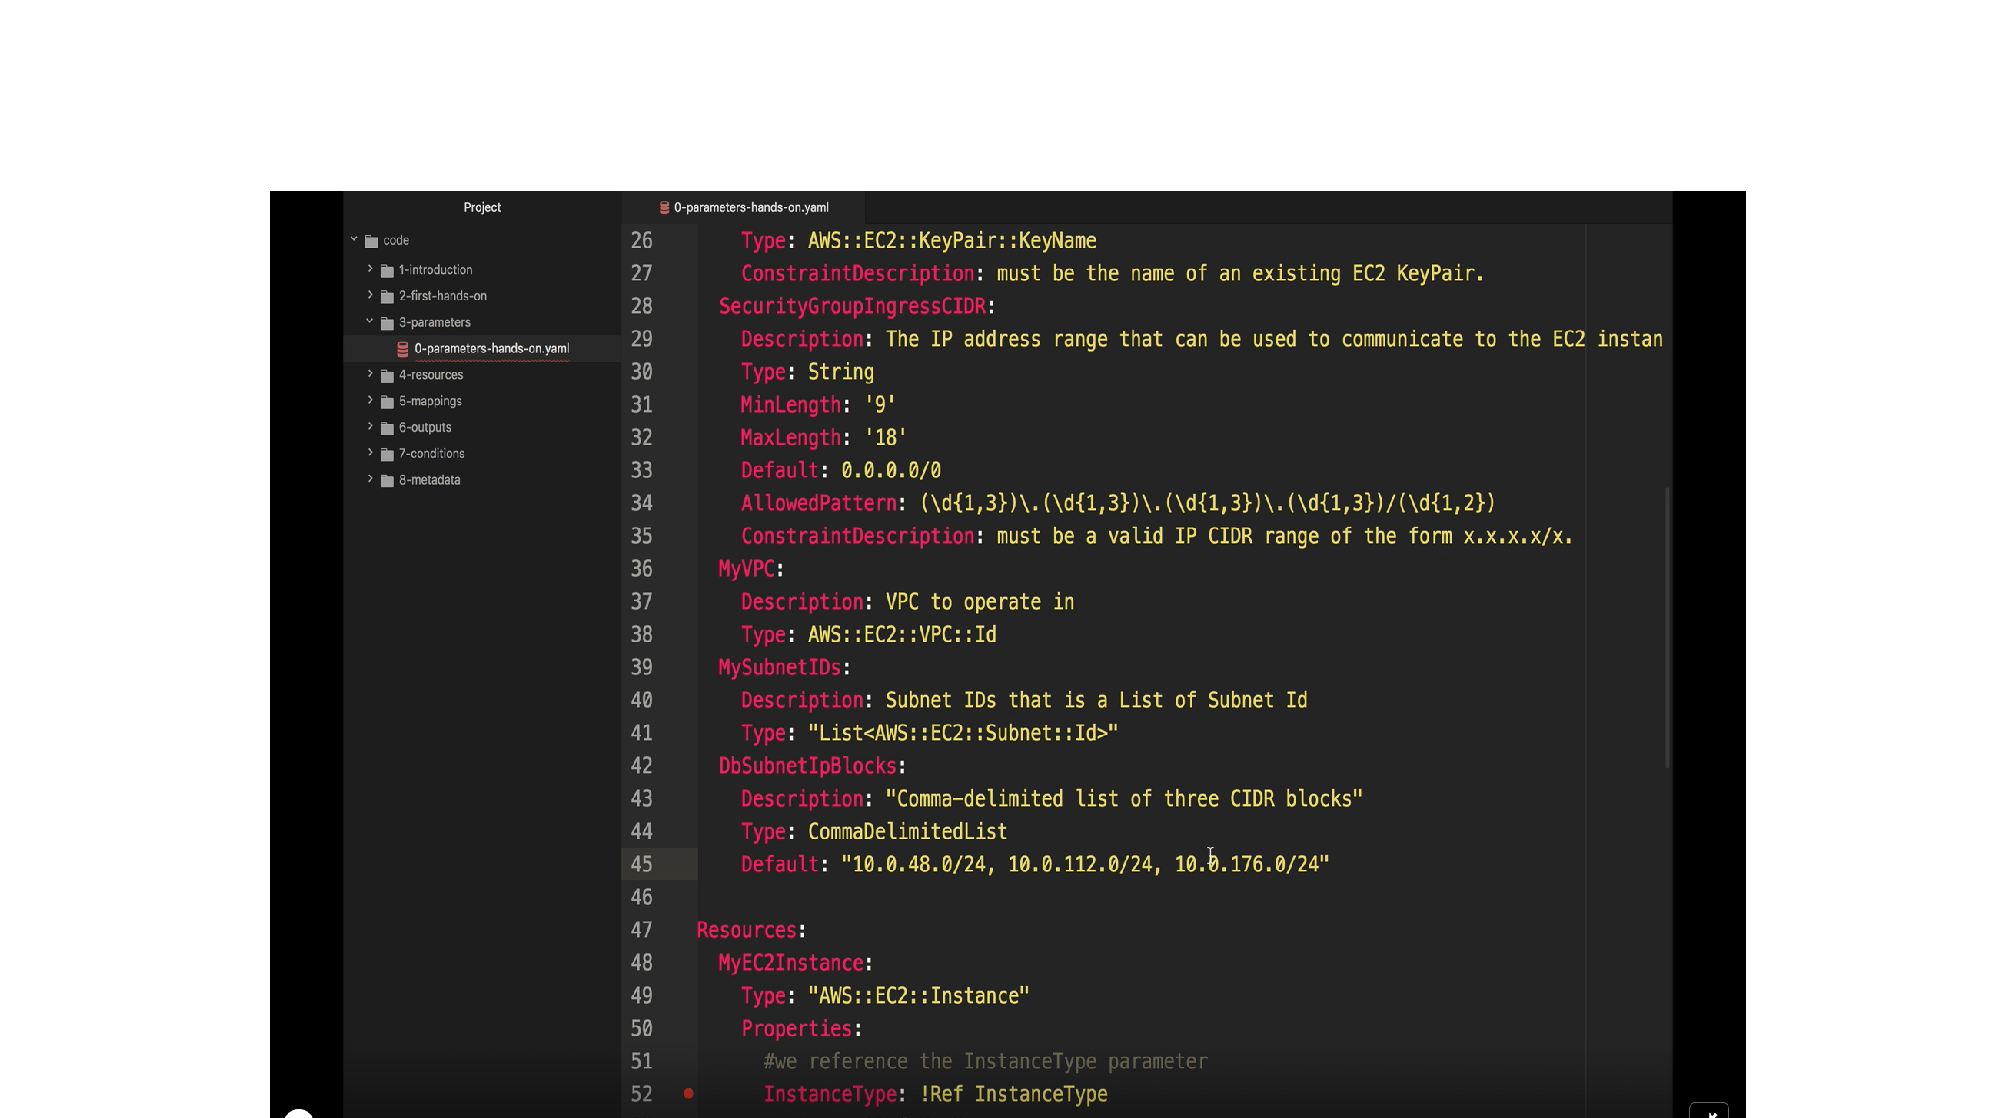 Project
code
1-introduction
2-first-hands-on
3-parameters
0-parameters-hands-on.yaml
4-resources
5-mappings
6-outputs
7-conditions
8-metadata
0-parameters-hands-on.yaml
26 Type: AWS::EC2::KeyPair::KeyName
27 ConstraintDescription: must be the name of an existing EC2 KeyPair.
28 SecurityGroupIngressCIDR:
29 Description: The IP address range that can be used to communicate to the EC2 instan
30 Type: String
31 MinLength: '9'
32 MaxLength: '18'
33 Default: 0.0.0.0/0
34 AllowedPattern: (\d{1,3})\.(\d{1,3})\.(\d{1,3})\.(\d{1,3})/(\d{1,2})
35 ConstraintDescription: must be a valid IP CIDR range of the form x.x.x.x/x.
36 MyVPC:
37 Description: VPC to operate in
38 Type: AWS::EC2::VPC::Id
39 MySubnetIDs:
40 Description: Subnet IDs that is a List of Subnet Id
41 Type: "List<AWS::EC2::Subnet::Id>"
42 DbSubnetIpBlocks:
43 Description: "Comma-delimited list of three CIDR blocks"
44 Type: CommaDelimitedList
45 Default: "10.0.48.0/24, 10.0.112.0/24, 10.0.176.0/24"
46
47 Resources:
48 MyEC2Instance:
49 Type: "AWS::EC2::Instance"
50 Properties:
51 #we reference the InstanceType parameter
52 InstanceType: !Ref InstanceType